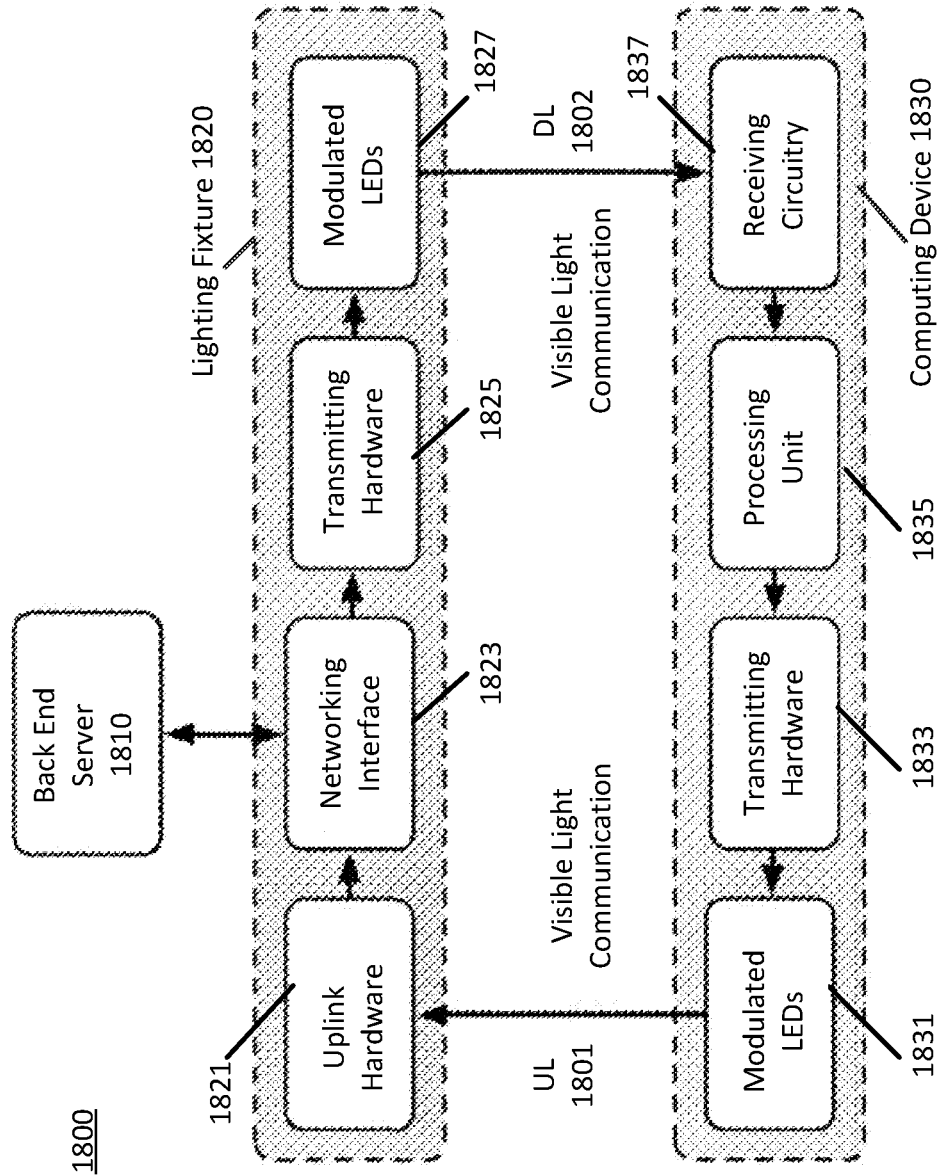 1800
Back End
Server
1810
Lighting Fixture 1820
1821
Uplink
Hardware
Networking
Interface
1823
Transmitting
Hardware
1825
Modulated
LEDs
1827
UL
1801
Visible Light
Communication
Visible Light
Communication
DL
1802
1837
Modulated
LEDs
1831
Transmitting
Hardware
1833
Processing
Unit
1835
Receiving
Circuitry
Computing Device 1830